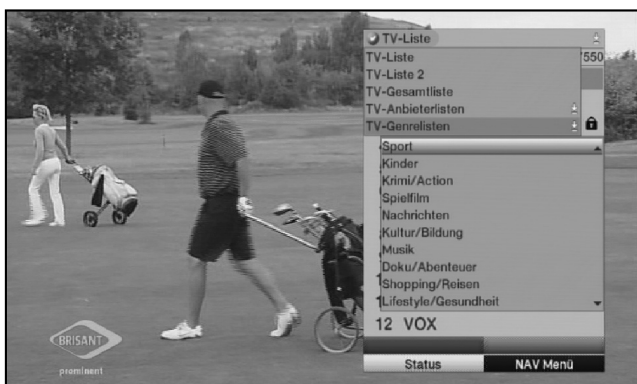 TV-Liste
TV-Liste
550
TV-Liste 2
TV-Gesamtliste
TV-Anbieterlisten
TV-Genrelisten
Sport
Kinder
Krimi/Action
Spielfilm
Nachrichten
Kultur/Bildung
Musik
Doku/Abenteuer
Shopping/Reisen
Lifestyle/Gesundheit
12 VOX
BRISANT
prominent
Status
NAV Menü